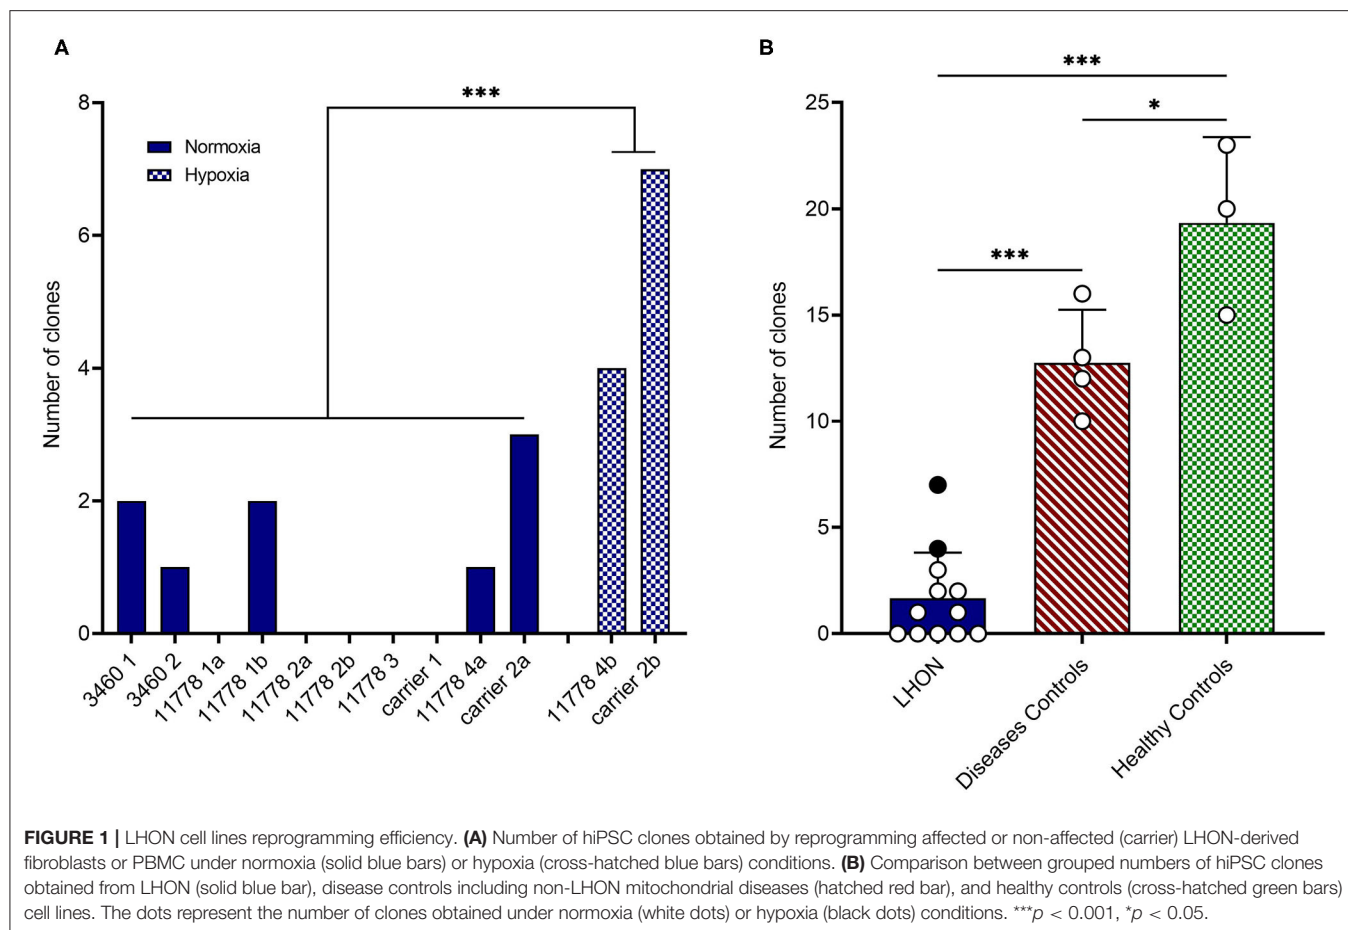 A
B
***
***
*
***
8
6
4
2
0
Number of clones
Normoxia
Hypoxia
3460 1
3460 2
11778 1a
11778 1b
11778 2a
11778 2b
11778 3
carrier 1
11778 4a
carrier 2a
11778 4b
carrier 2b
25
20
15
10
5
0
Number of clones
LHON
Diseases Controls
Healthy Controls
FIGURE 1 | LHON cell lines reprogramming efficiency. (A) Number of hiPSC clones obtained by reprogramming affected or non-affected (carrier) LHON-derived
fibroblasts or PBMC under normoxia (solid blue bars) or hypoxia (cross-hatched blue bars) conditions. (B) Comparison between grouped numbers of hiPSC clones
obtained from LHON (solid blue bar), disease controls including non-LHON mitochondrial diseases (hatched red bar), and healthy controls (cross-hatched green bars)
cell lines. The dots represent the number of clones obtained under normoxia (white dots) or hypoxia (black dots) conditions. ***p < 0.001, *p < 0.05.